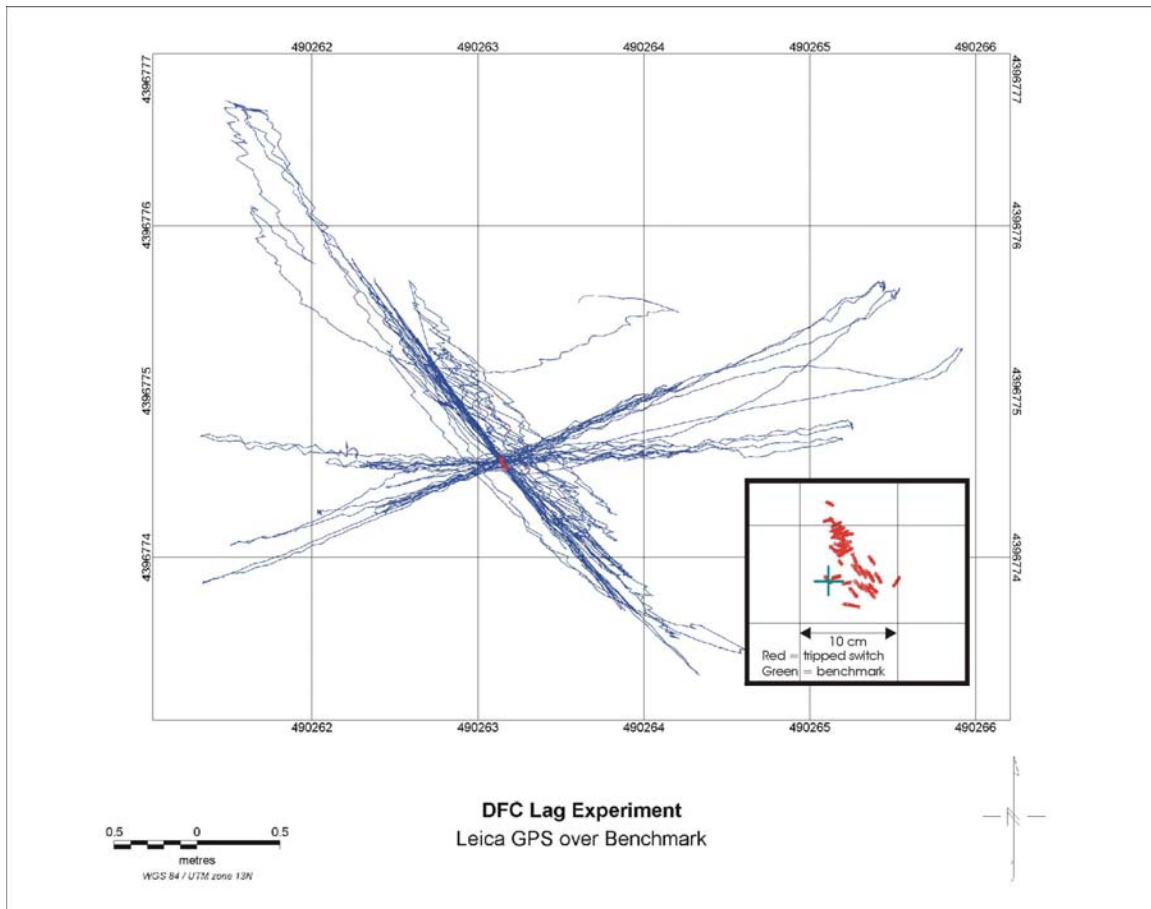 490262 490263 490264 490265 490266
4396777 4396777
4396776 4396776
4396775 4396775
4396774 4396774
10 cm
Red = tripped switch
Green = benchmark
490262 490263 490264 490265 490266
DFC Lag Experiment
Leica GPS over Benchmark
0.5 0 0.5
metres
WGS 84 / UTM zone 13N
N